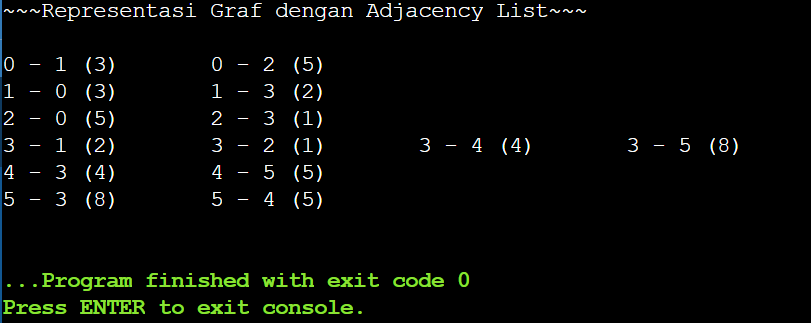 ~~~Representasi Graf dengan Adjacency List~~~
0 - 1 (3) 0 - 2 (5)
1 - 0 (3) 1 - 3 (2)
2 - 0 (5) 2 - 3 (1)
3 - 1 (2) 3 - 2 (1) 3 - 4 (4) 3 - 5 (8)
4 - 3 (4) 4 - 5 (5)
5 - 3 (8) 5 - 4 (5)
...Program finished with exit code 0
Press ENTER to exit console.